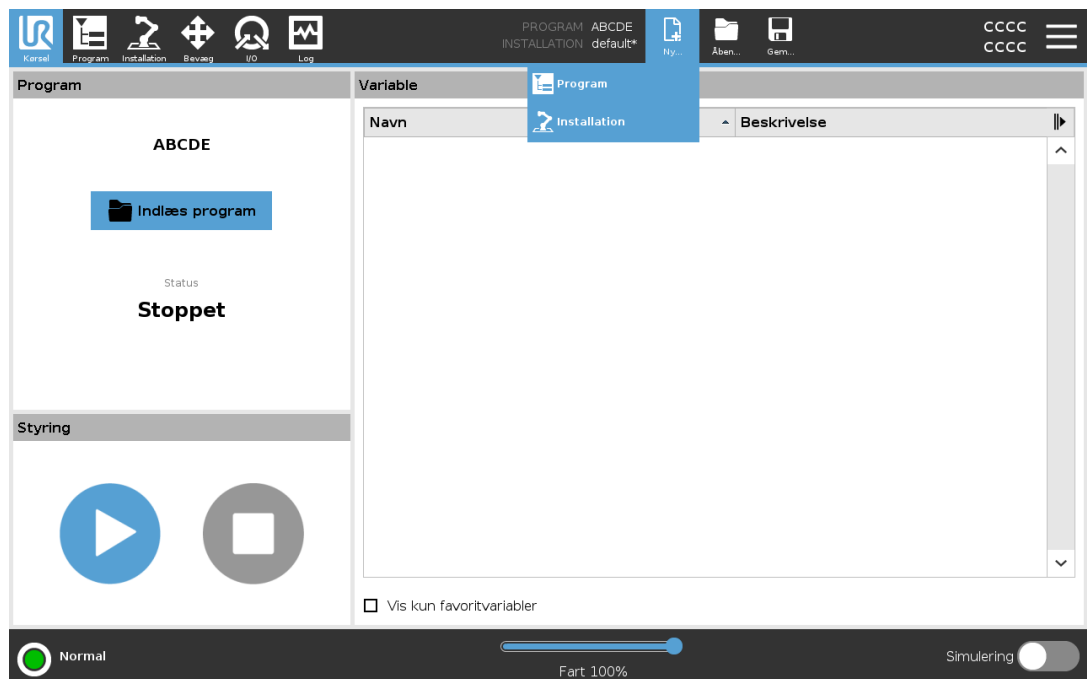 UR
Kørsel
Program
Installation
Bevæg
I/O
Log
PROGRAM ABCDE
INSTALLATION default*
Ny...
Åben...
Gem...
CCCC
CCCC
Program
Installation
Program
ABCDE
Indlæs program
Status
Stoppet
Styring
Variable
Navn
Beskrivelse
Vis kun favoritvariabler
Normal
Fart 100%
Simulering